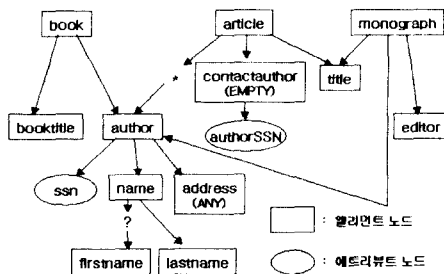 book
article
monograph
*
contactauthor
(EMPTY)
title
booktitle
author
authorSSN
editor
ssn
name
address
(ANY)
?
firstname
lastname
: 엘리먼트 노드
: 애트리뷰트 노드